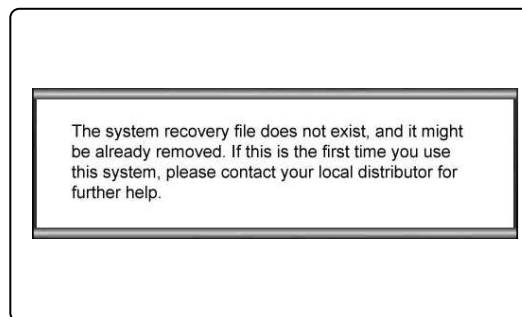 The system recovery file does not exist, and it might
be already removed. If this is the first time you use
this system, please contact your local distributor for
further help.